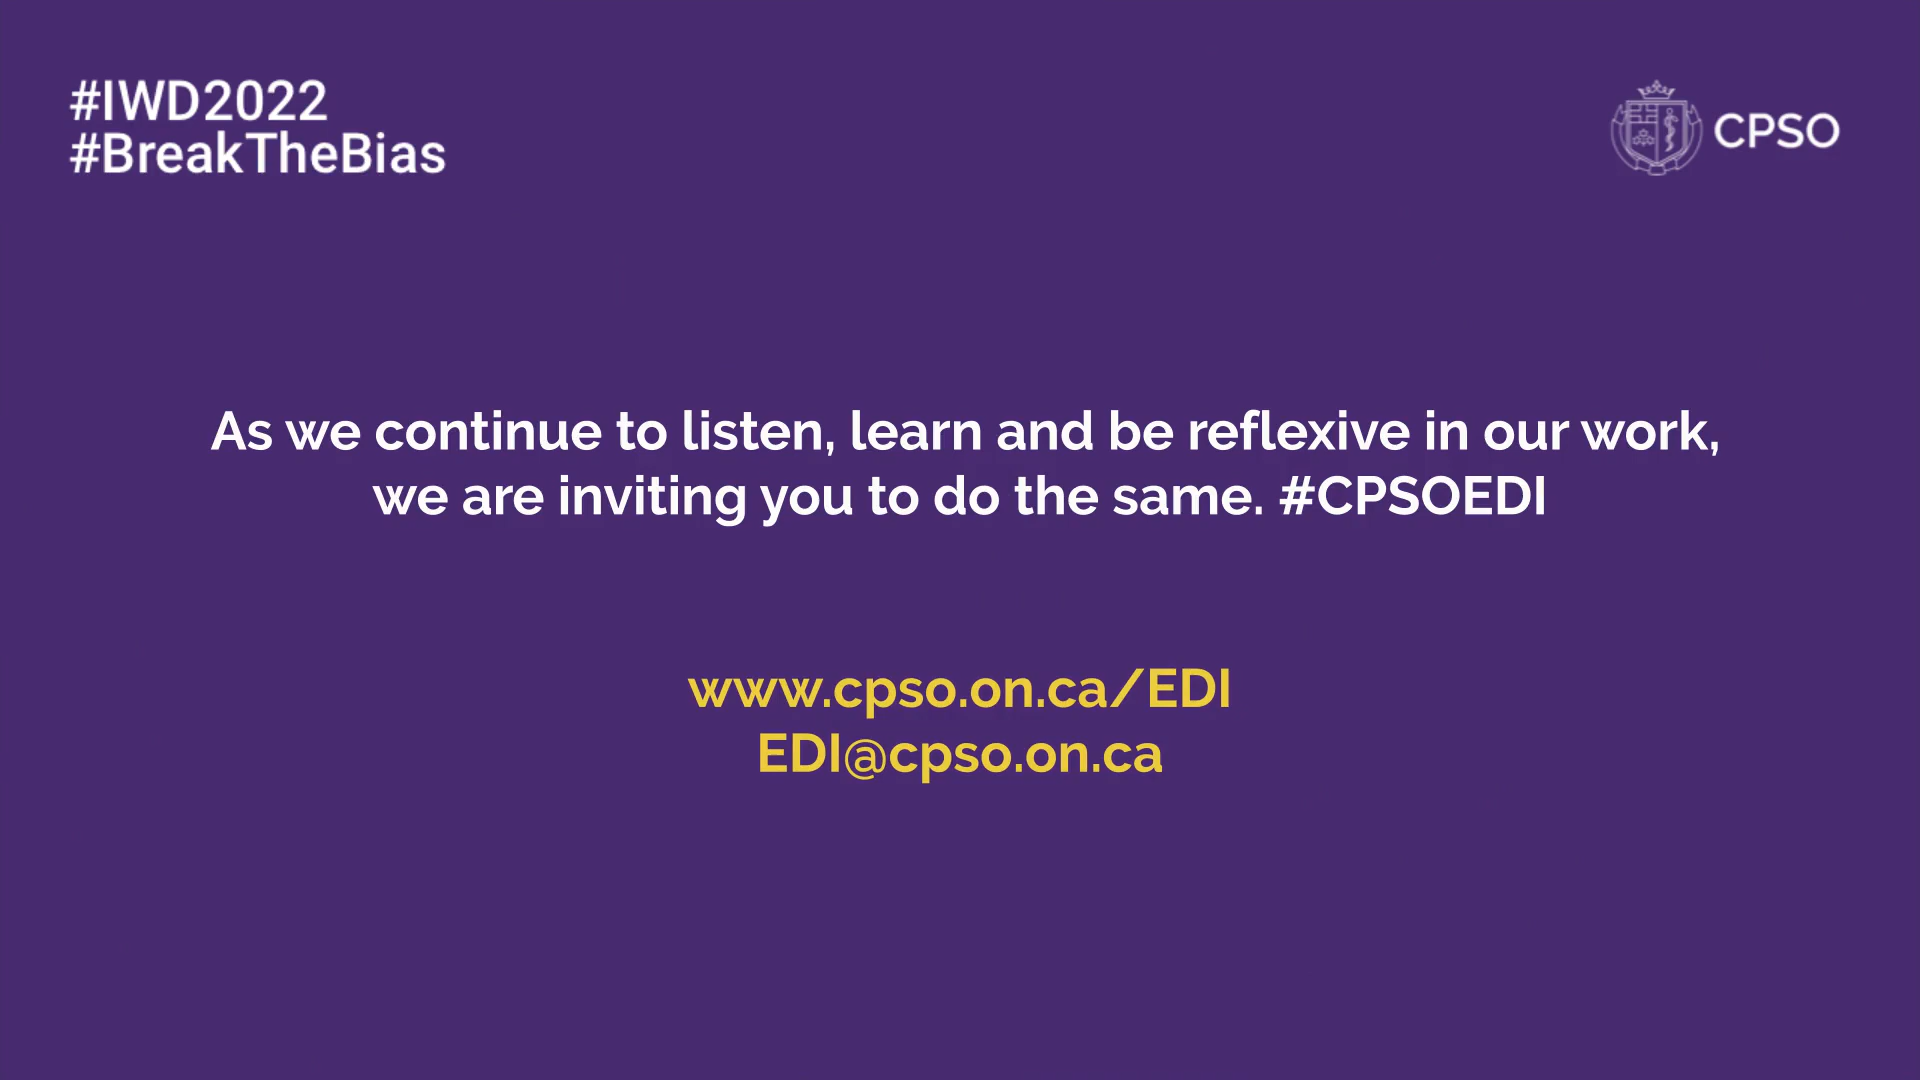 #IWD2022
#BreakTheBias
CPSO
As we continue to listen, learn and be reflexive in our work,
we are inviting you to do the same. #CPSOEDI
www.cpso.on.ca/EDI
EDI@cpso.on.ca